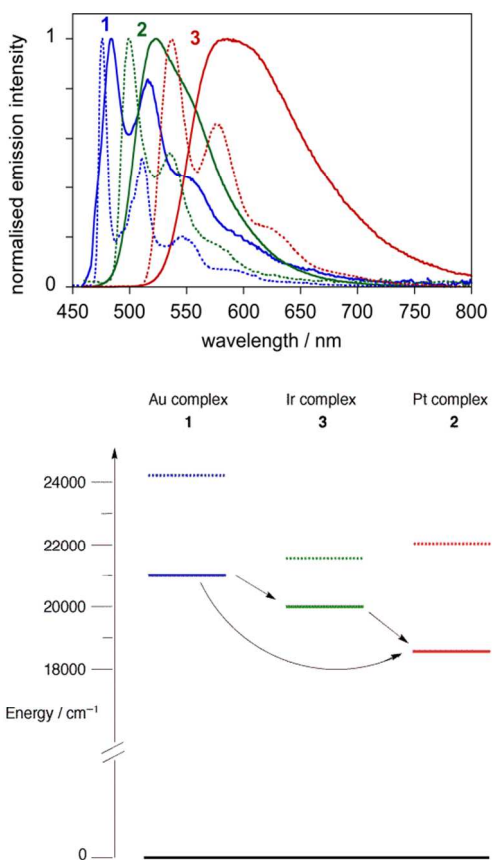 1
2
3
1
0
normalised emission intensity
450 500 550 600 650 700 750 800
wavelength / nm
Au complex Ir complex Pt complex
1 3 2
24000
22000
20000
18000
Energy / cm⁻¹
0